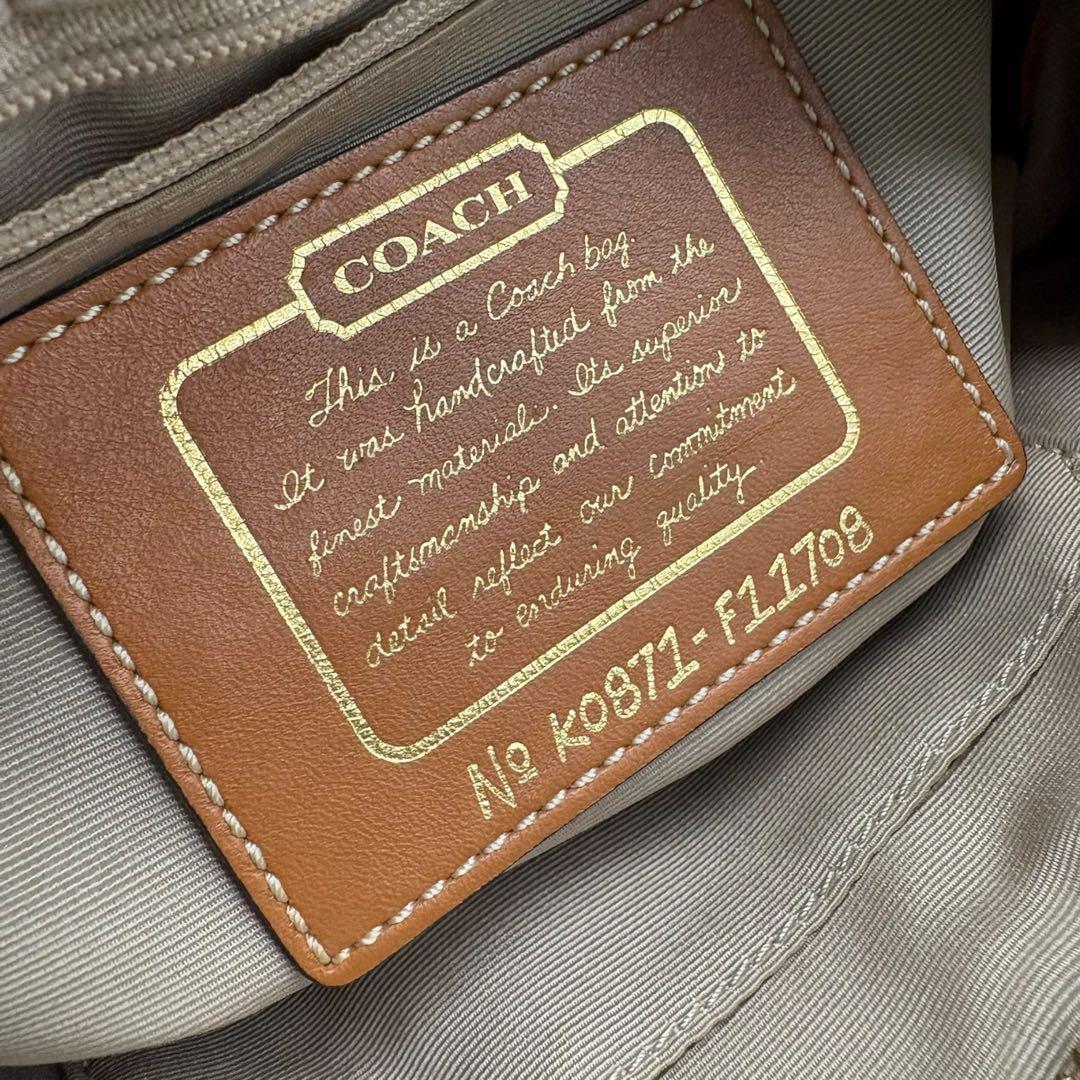 COACH
This is a Coach bag.
It was handcrafted from the
finest materials. Its superior
craftsmanship and attention to
detail reflect our commitment
to enduring quality.
Nº K0871-F11708